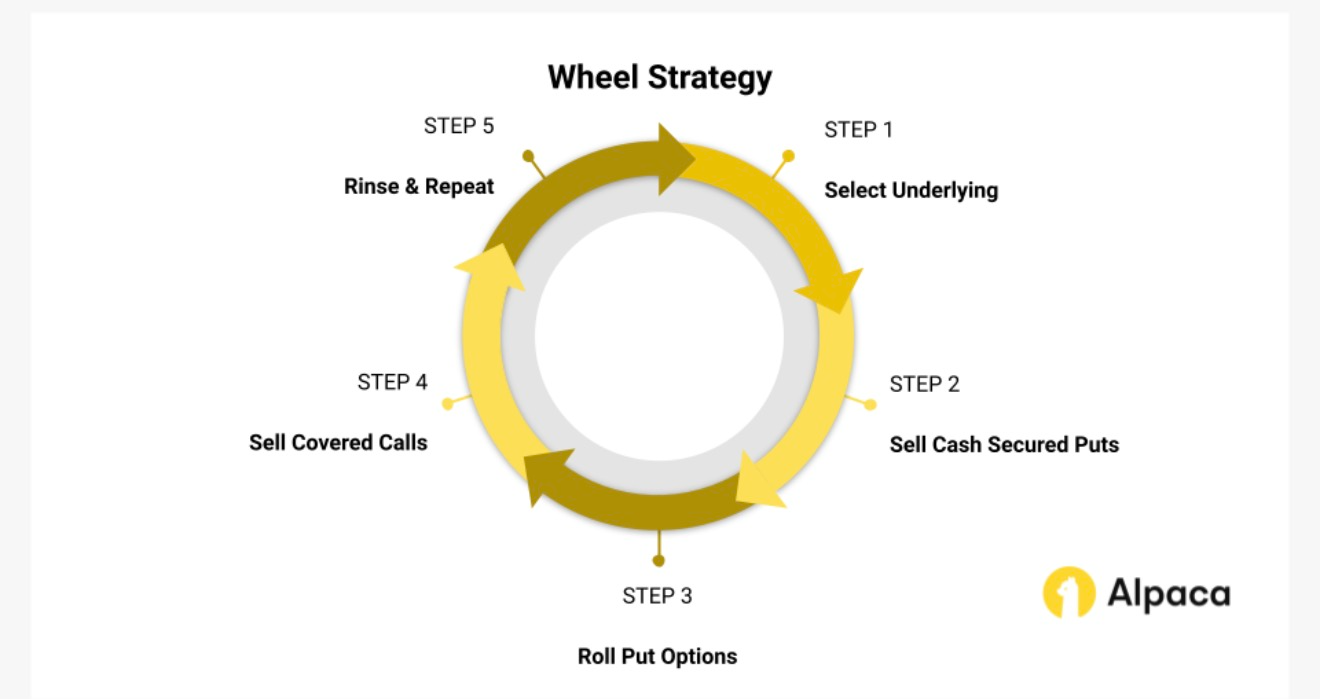 Wheel Strategy
STEP 1
Select Underlying
STEP 2
Sell Cash Secured Puts
STEP 3
Roll Put Options
STEP 4
Sell Covered Calls
STEP 5
Rinse & Repeat
Alpaca